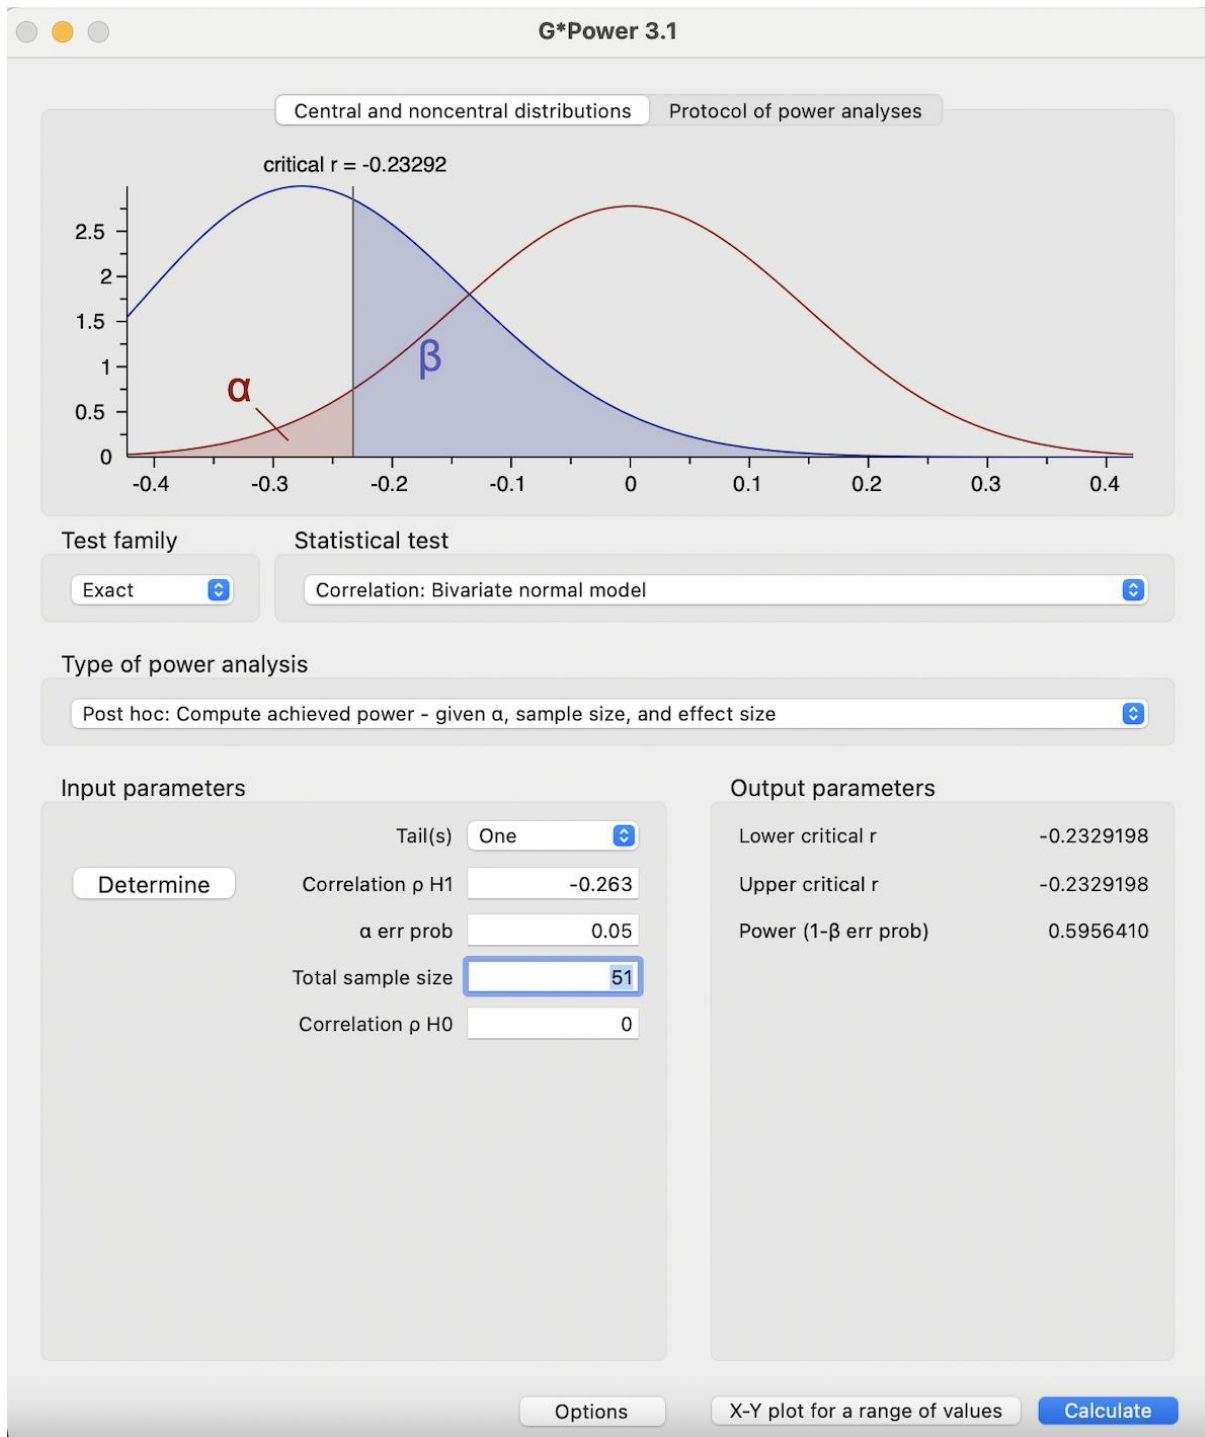 G*Power 3.1
Central and noncentral distributions
Protocol of power analyses
critical r = -0.23292
2.5
2
1.5
1
0.5
0
α
β
-0.4 -0.3 -0.2 -0.1 0 0.1 0.2 0.3 0.4
Test family
Statistical test
Exact
Correlation: Bivariate normal model
Type of power analysis
Post hoc: Compute achieved power - given α, sample size, and effect size
Input parameters
Tail(s) One
Determine
Correlation ρ H1 -0.263
α err prob 0.05
Total sample size 51
Correlation ρ H0 0
Output parameters
Lower critical r -0.2329198
Upper critical r -0.2329198
Power (1-β err prob) 0.5956410
Options
X-Y plot for a range of values
Calculate